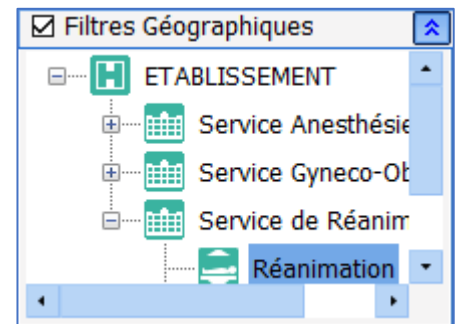 Filtres Géographiques
H ETABLISSEMENT
Service Anesthésie
Service Gyneco-Ob
Service de Réanim
Réanimation